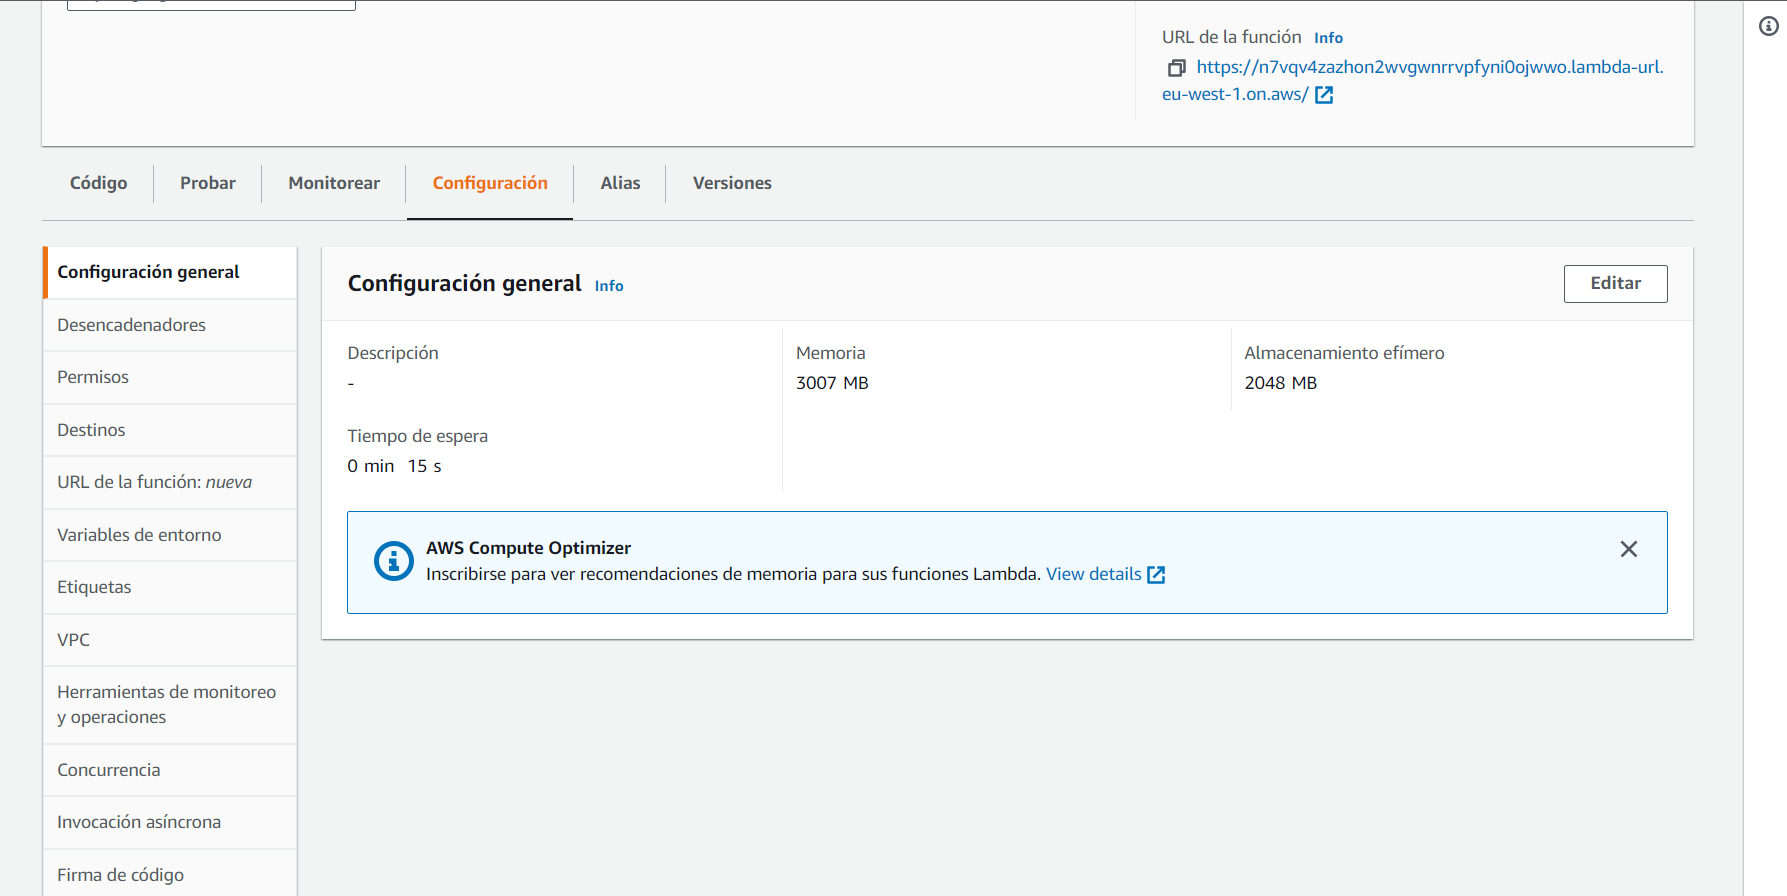 URL de la función Info
https://n7vqv4zazhon2wvgwnrrvpfyni0ojwwo.lambda-url.
eu-west-1.on.aws/
Código
Probar
Monitorear
Configuración
Alias
Versiones
Configuración general
Desencadenadores
Permisos
Destinos
URL de la función: nueva
Variables de entorno
Etiquetas
VPC
Herramientas de monitoreo
y operaciones
Concurrencia
Invocación asíncrona
Firma de código
Configuración general Info
Editar
Descripción
-
Memoria
3007 MB
Almacenamiento efímero
2048 MB
Tiempo de espera
0 min 15 s
AWS Compute Optimizer
Inscribirse para ver recomendaciones de memoria para sus funciones Lambda. View details